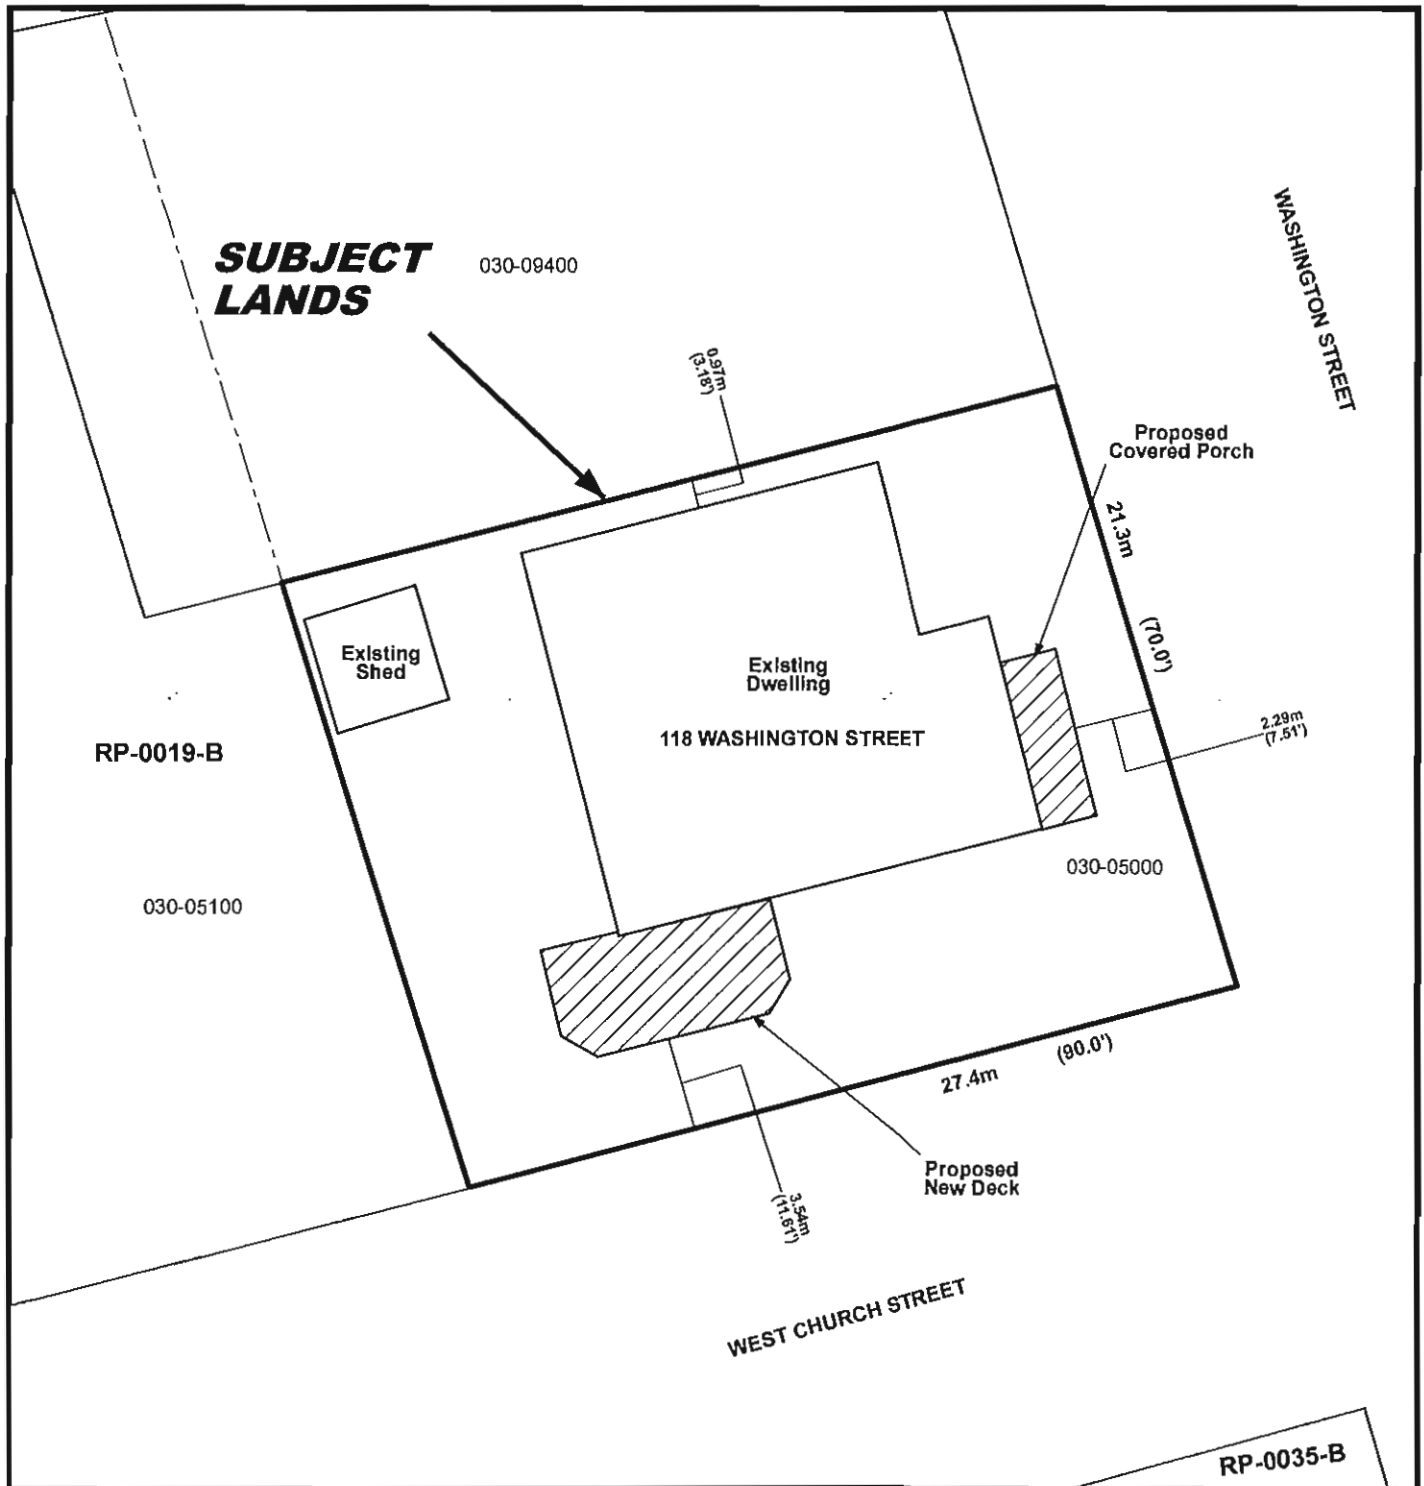 SUBJECT
LANDS
030-09400
WASHINGTON STREET
0.97m
(3.18')
Proposed
Covered Porch
21.3m
(70.0')
Existing
Shed
Existing
Dwelling
118 WASHINGTON STREET
2.29m
(7.51')
RP-0019-B
030-05100
030-05000
27.4m
(90.0')
Proposed
New Deck
3.54m
(11.61')
WEST CHURCH STREET
RP-0035-B